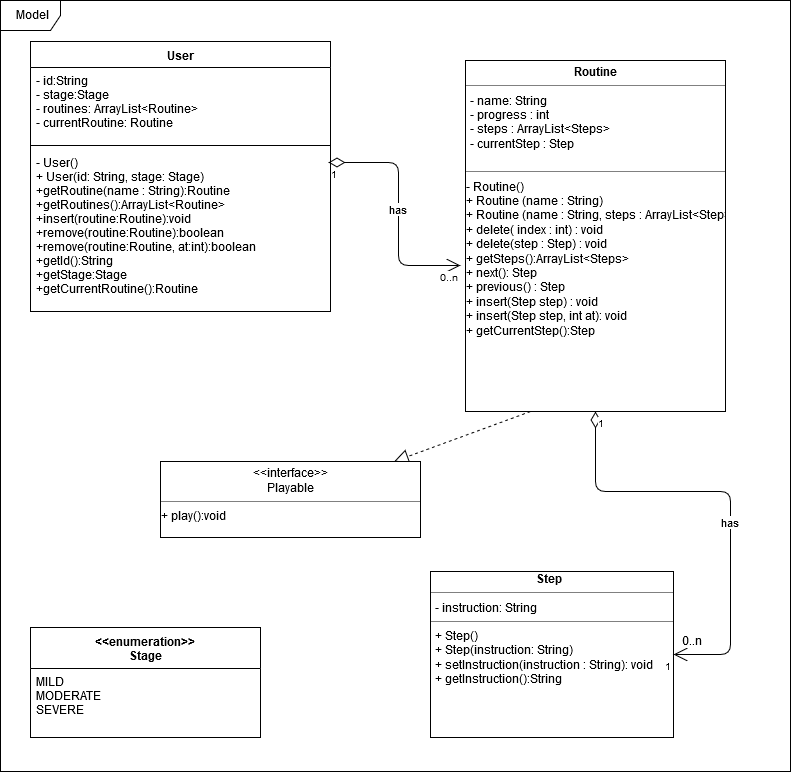 Model
User
- id:String
- stage:Stage
- routines: ArrayList<Routine>
- currentRoutine: Routine
- User()
+ User(id: String, stage: Stage)
+getRoutine(name : String):Routine
+getRoutines():ArrayList<Routine>
+insert(routine:Routine):void
+remove(routine:Routine):boolean
+remove(routine:Routine, at:int):boolean
+getId():String
+getStage:Stage
+getCurrentRoutine():Routine
1
has
0..n
Routine
- name: String
- progress : int
- steps : ArrayList<Steps>
- currentStep : Step
- Routine()
+ Routine (name : String)
+ Routine (name : String, steps : ArrayList<Step
+ delete( index : int) : void
+ delete(step : Step) : void
+ getSteps():ArrayList<Steps>
+ next(): Step
+ previous() : Step
+ insert(Step step) : void
+ insert(Step step, int at): void
+ getCurrentStep():Step
1
has
0..n
1
<<interface>>
Playable
+ play():void
Step
- instruction: String
+ Step()
+ Step(instruction: String)
+ setInstruction(instruction : String): void
+ getInstruction():String
<<enumeration>>
Stage
MILD
MODERATE
SEVERE